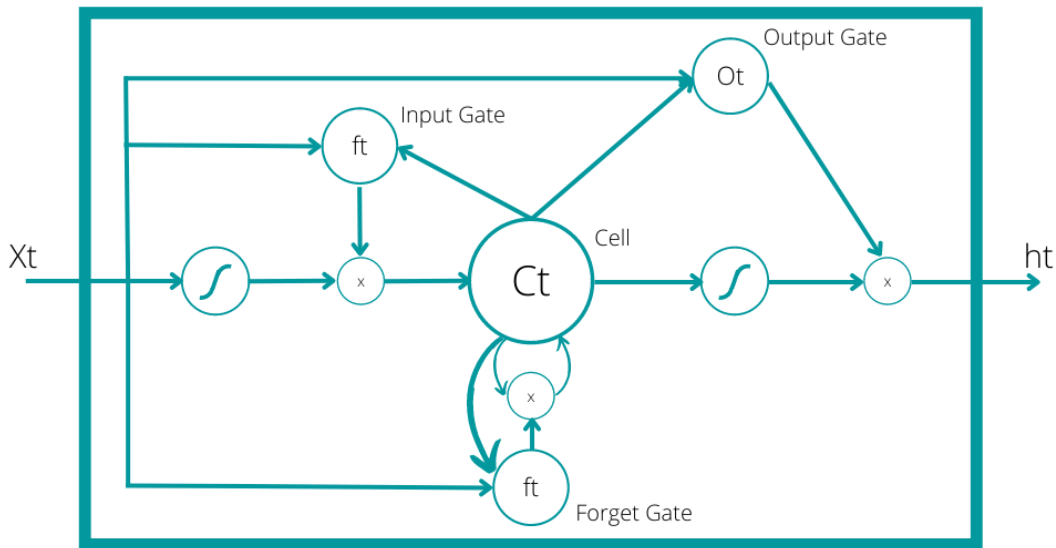 Output Gate
Ot
Input Gate
ft
Xt
x
Ct
Cell
x
ht
x
ft
Forget Gate